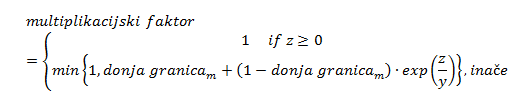 multiplikacijski faktor
= { 1 if z ≥ 0
min{1, donja granica_m + (1 − donja granica_m) · exp(z/y)}, inače